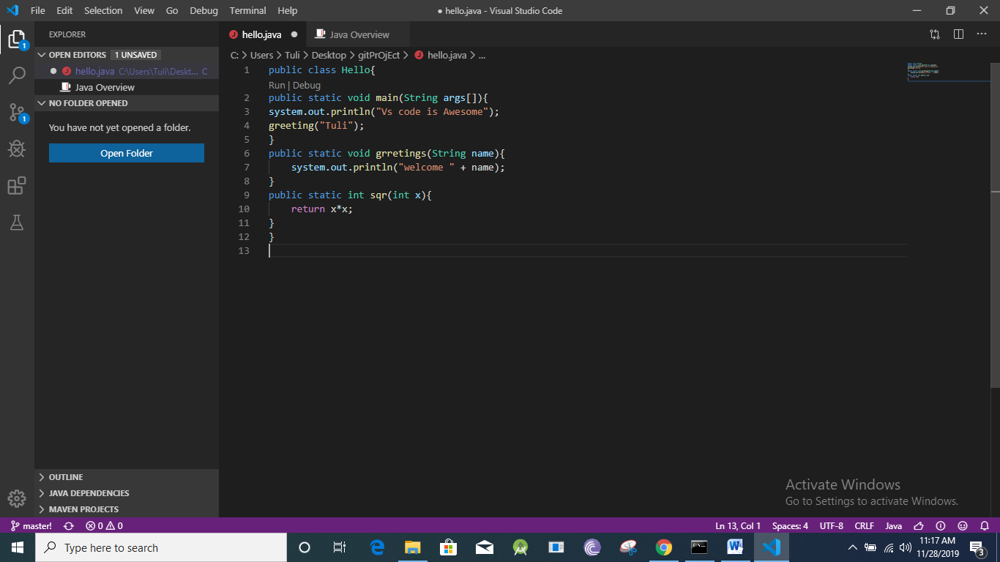 File Edit Selection View Go Debug Terminal Help
● hello.java - Visual Studio Code
1
1
EXPLORER
OPEN EDITORS 1 UNSAVED
hello.java C:\Users\Tuli\Deskt... C
Java Overview
NO FOLDER OPENED
You have not yet opened a folder.
Open Folder
OUTLINE
JAVA DEPENDENCIES
MAVEN PROJECTS
hello.java ● Java Overview
C: > Users > Tuli > Desktop > gitPrOjEct > hello.java > ...
1 public class Hello{
Run | Debug
2 public static void main(String args[]){
3 system.out.println("Vs code is Awesome");
4 greeting("Tuli");
5 }
6 public static void grretings(String name){
7 system.out.println("welcome " + name);
8 }
9 public static int sqr(int x){
10 return x*x;
11 }
12 }
13
Activate Windows
Go to Settings to activate Windows.
master! 0 0 Ln 13, Col 1 Spaces: 4 UTF-8 CRLF Java
Type here to search
11:17 AM
11/28/2019
3